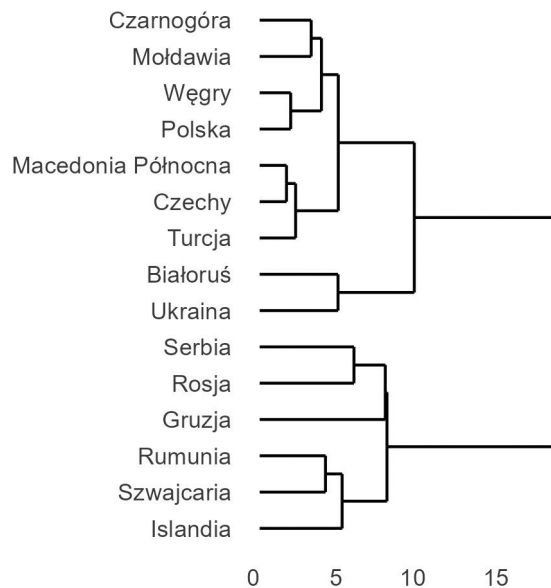 Czarnogóra
Mołdawia
Węgry
Polska
Macedonia Północna
Czechy
Turcja
Białoruś
Ukraina
Serbia
Rosja
Gruzja
Rumunia
Szwajcaria
Islandia
0 5 10 15